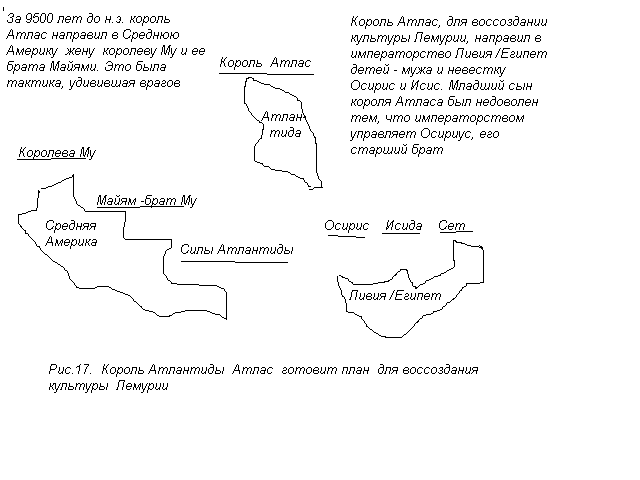 За 9500 лет до н.э. король
Атлас направил в Среднюю
Америку жену королеву Му и ее
брата Майями. Это была
тактика, удивившая врагов
Король Атлас
Король Атлас, для воссоздании
культуры Лемурии, направил в
императорство Ливия /Египет
детей - мужа и невестку
Осирис и Исис. Младший сын
короля Атласа был недоволен
тем, что императорством
управляет Осириус, его
старший брат
Атлан-
тида
Королева Му
Майям -брат Му
Средняя
Америка
Силы Атлантиды
Осирис Исида Сет
Ливия /Египет
Рис.17. Король Атлантиды Атлас готовит план для воссоздания
культуры Лемурии